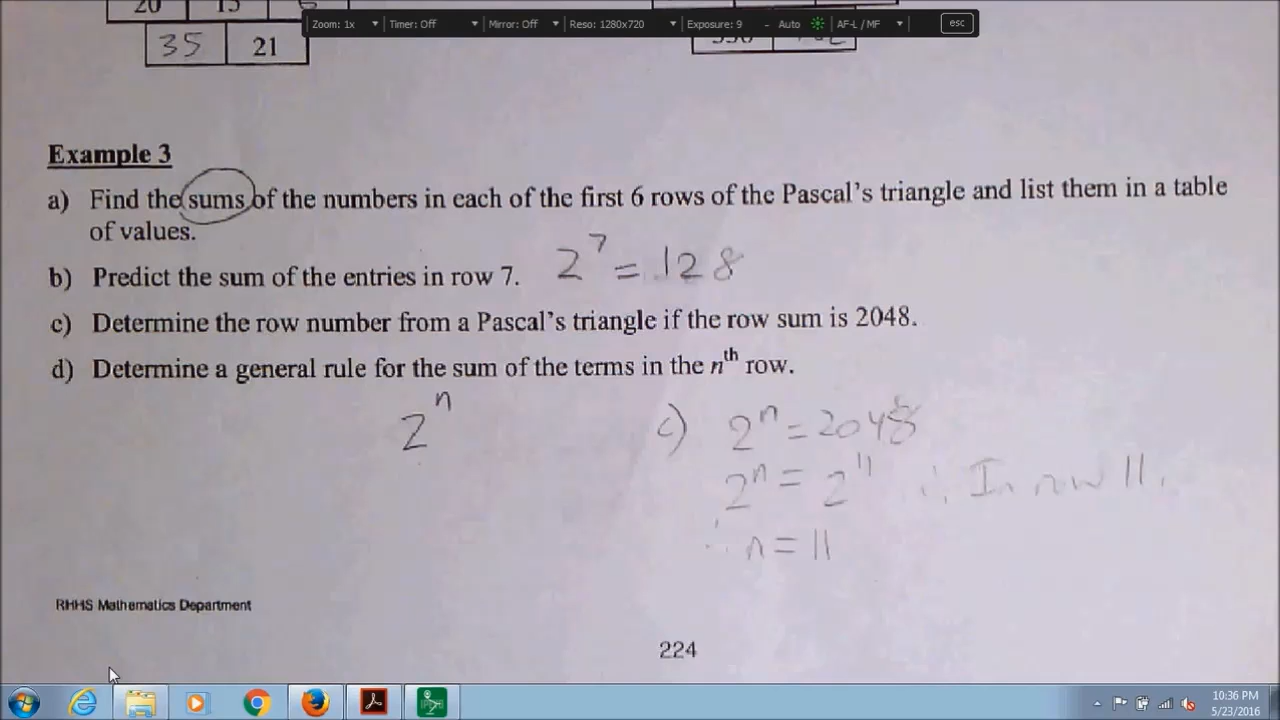 20 15
Zoom: 1x Timer: Off Mirror: Off Reso: 1280x720 Exposure: 9 - Auto AF-L / MF esc
35 21
Example 3
a) Find the sums of the numbers in each of the first 6 rows of the Pascal's triangle and list them in a table
of values.
b) Predict the sum of the entries in row 7. 2^7 = 128
c) Determine the row number from a Pascal's triangle if the row sum is 2048.
d) Determine a general rule for the sum of the terms in the n^th row.
2^n
c) 2^n = 2048
2^n = 2^11 ∴ In row 11.
∴ n = 11
RHHS Mathematics Department
224
10:36 PM
5/23/2016